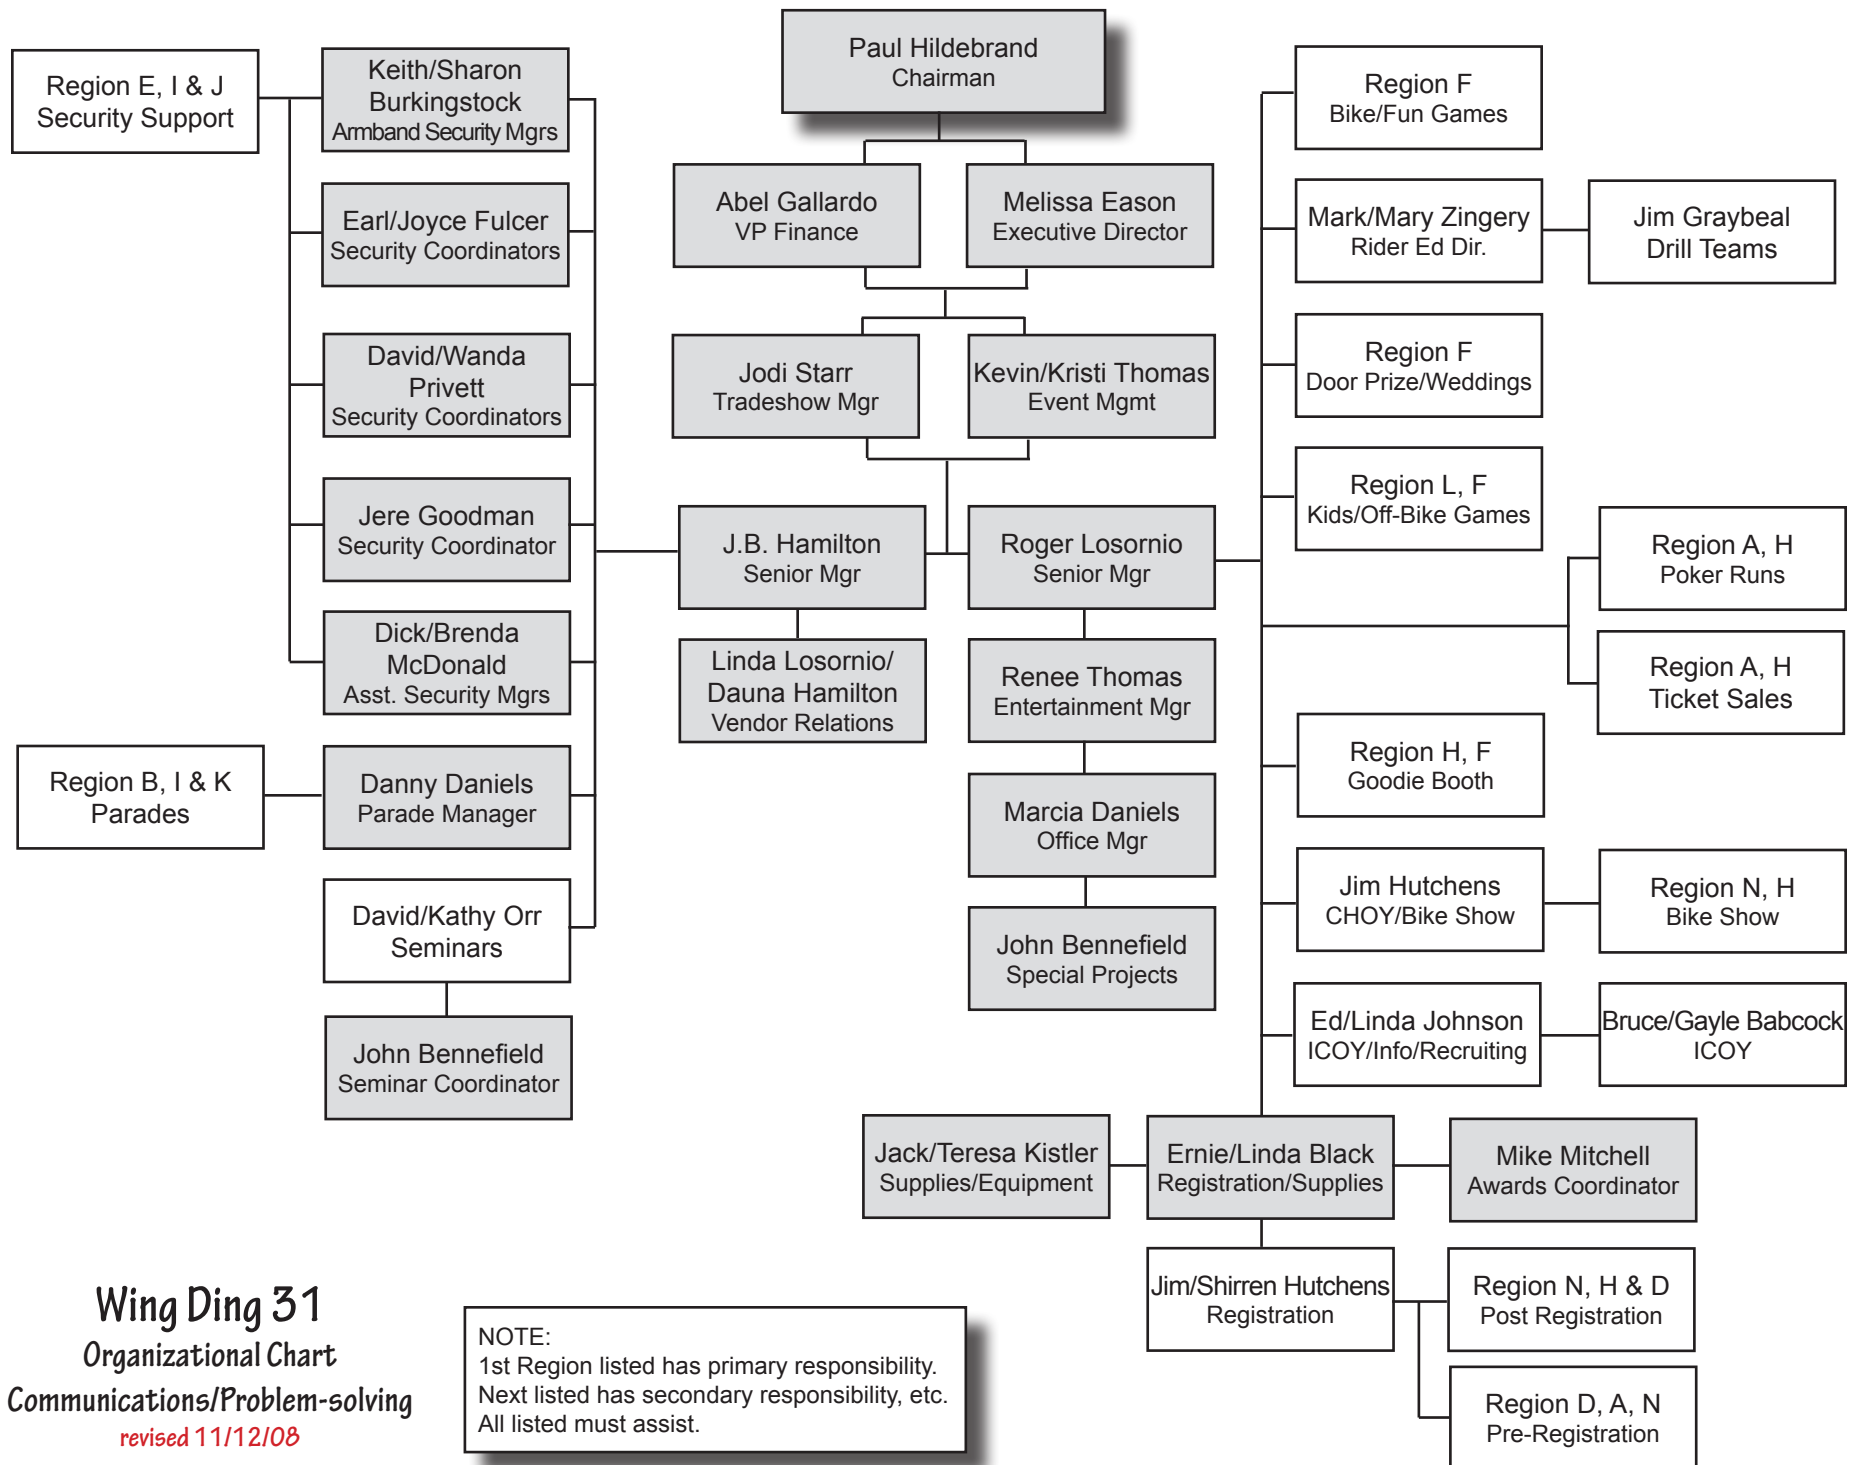 Paul Hildebrand
Chairman
Abel Gallardo
VP Finance
Melissa Eason
Executive Director
Jodi Starr
Tradeshow Mgr
Kevin/Kristi Thomas
Event Mgmt
J.B. Hamilton
Senior Mgr
Roger Losornio
Senior Mgr
Linda Losornio/
Dauna Hamilton
Vendor Relations
Renee Thomas
Entertainment Mgr
Marcia Daniels
Office Mgr
John Bennefield
Special Projects
Region E, I & J
Security Support
Keith/Sharon
Burkingstock
Armband Security Mgrs
Earl/Joyce Fulcer
Security Coordinators
David/Wanda
Privett
Security Coordinators
Jere Goodman
Security Coordinator
Dick/Brenda
McDonald
Asst. Security Mgrs
Region B, I & K
Parades
Danny Daniels
Parade Manager
David/Kathy Orr
Seminars
John Bennefield
Seminar Coordinator
Region F
Bike/Fun Games
Mark/Mary Zingery
Rider Ed Dir.
Jim Graybeal
Drill Teams
Region F
Door Prize/Weddings
Region L, F
Kids/Off-Bike Games
Region A, H
Poker Runs
Region A, H
Ticket Sales
Region H, F
Goodie Booth
Jim Hutchens
CHOY/Bike Show
Region N, H
Bike Show
Ed/Linda Johnson
ICOY/Info/Recruiting
Bruce/Gayle Babcock
ICOY
Jack/Teresa Kistler
Supplies/Equipment
Ernie/Linda Black
Registration/Supplies
Mike Mitchell
Awards Coordinator
Jim/Shirren Hutchens
Registration
Region N, H & D
Post Registration
Region D, A, N
Pre-Registration
Wing Ding 31
Organizational Chart
Communications/Problem-solving
revised 11/12/08
NOTE:
1st Region listed has primary responsibility.
Next listed has secondary responsibility, etc.
All listed must assist.